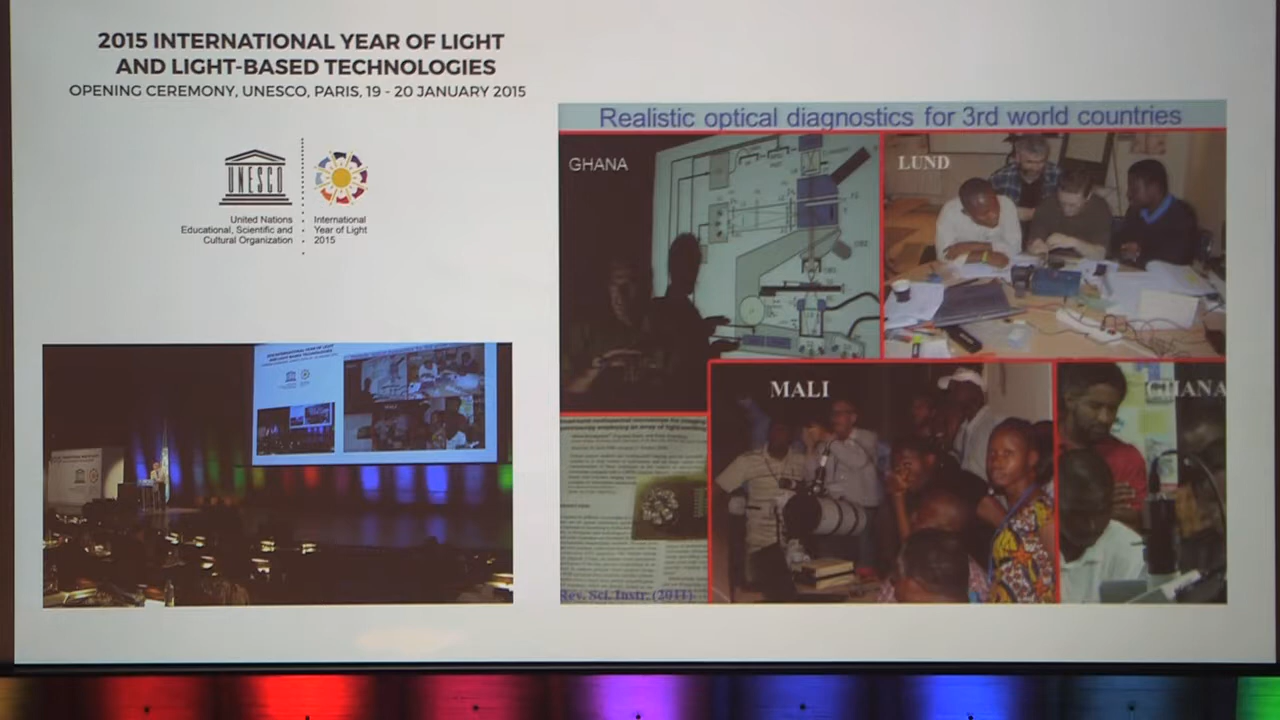 2015 INTERNATIONAL YEAR OF LIGHT
AND LIGHT-BASED TECHNOLOGIES
OPENING CEREMONY, UNESCO, PARIS, 19 - 20 JANUARY 2015
UNESCO
United Nations
Educational, Scientific and
Cultural Organization
International
Year of Light
2015
Realistic optical diagnostics for 3rd world countries
GHANA
LUND
MALI
GHANA
Rev. Sci. Instr. (2011)